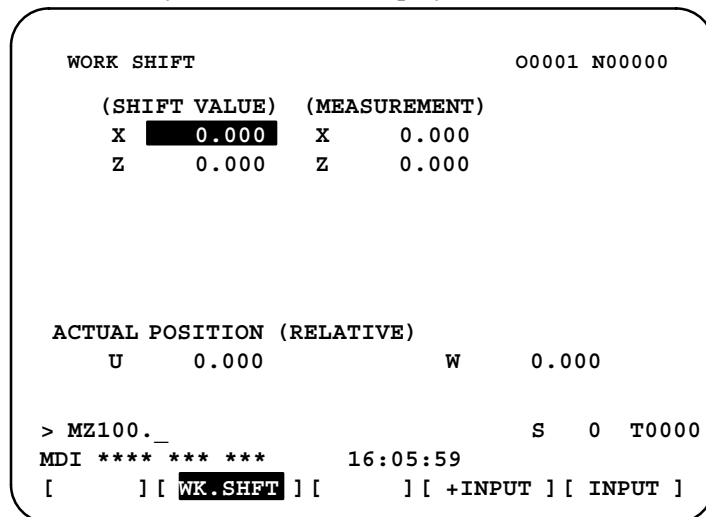 WORK SHIFT O0001 N00000
(SHIFT VALUE) (MEASUREMENT)
X 0.000 X 0.000
Z 0.000 Z 0.000
ACTUAL POSITION (RELATIVE)
U 0.000 W 0.000
> MZ100._ S 0 T0000
MDI **** *** *** 16:05:59
[ ] [ WK.SHFT ] [ ] [ +INPUT ] [ INPUT ]